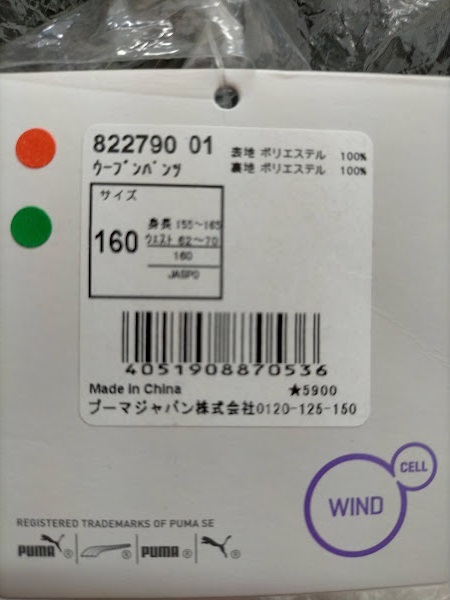 822790 01
ウーブンパンツ
表地 ポリエステル 100%
裏地 ポリエステル 100%
サイズ
160
身長 155~165
ウエスト 62~70
160
JASPO
4051908870536
Made in China ★5900
プーマジャパン株式会社0120-125-150
CELL
WIND
REGISTERED TRADEMARKS OF PUMA SE
PUMA® ® PUMA® ®